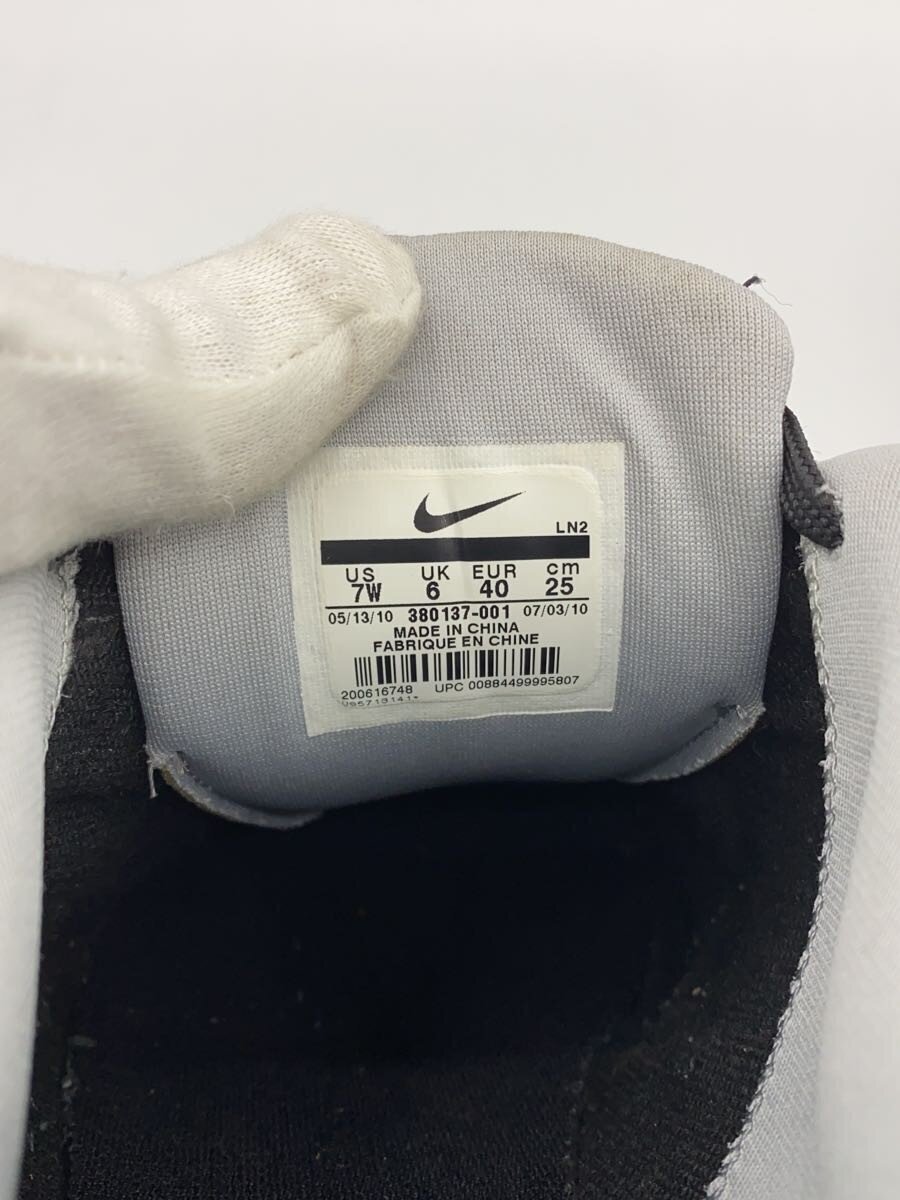 LN2
US UK EUR cm
7W 6 40 25
05/13/10 380137-001 07/03/10
MADE IN CHINA
FABRIQUE EN CHINE
200616748 UPC 00884499995807